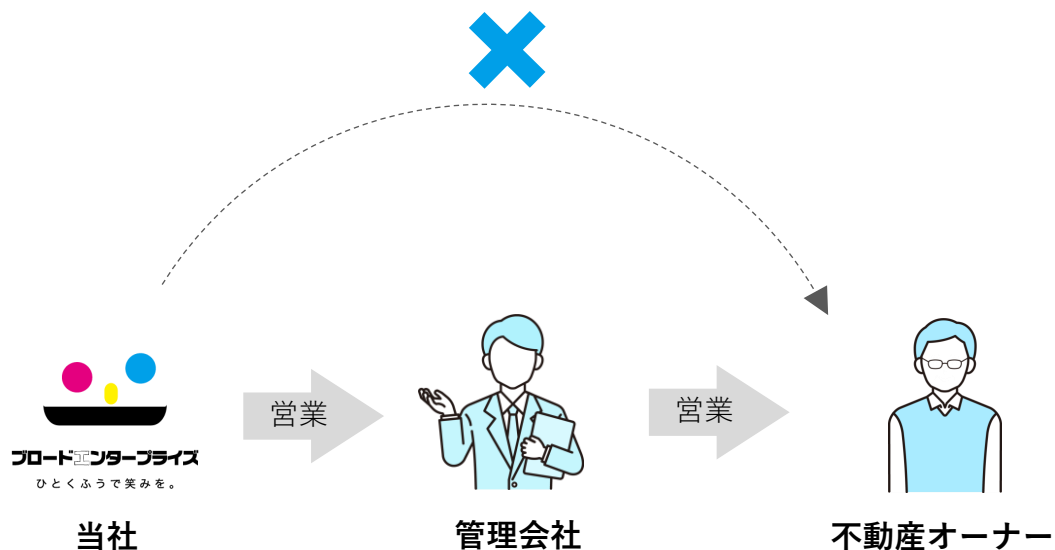 営業
営業
ブロードエンタープライズ
ひとくふうで笑みを。
当社
管理会社
不動産オーナー